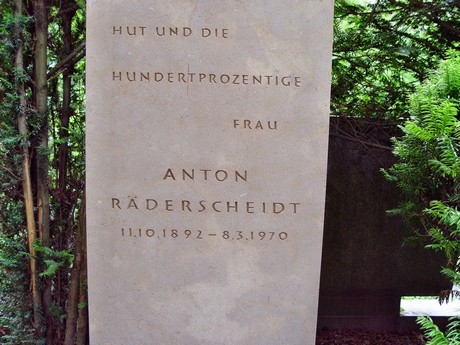 HUT UND DIE
HUNDERTPROZENTIGE
FRAU
ANTON
RÄDERSCHEIDT
11.10.1892 – 8.3.1970